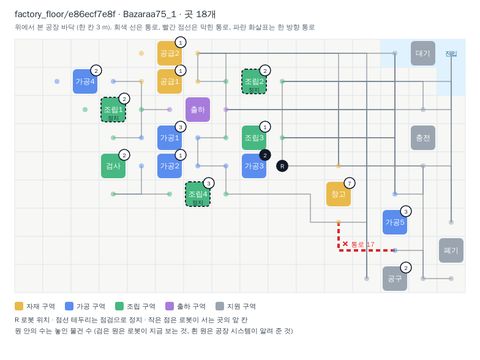 factory_floor/e86ecf7e8f · Bazaraa75_1 · 곳 18개
위에서 본 공장 바닥 (한 칸 3 m). 회색 선은 통로, 빨간 점선은 막힌 통로, 파란 화살표는 한 방향 통로
공급2 1 대기 진입
가공4 2 공급1 1 조립2 2 정지
조립1 2 정지 출하
가공1 3 조립3 1 충전
검사 2 가공2 1 가공3 2 R
조립4 3 정지 창고 7
가공5 3
✕ 통로 17
폐기
공구 2
자재 구역 가공 구역 조립 구역 출하 구역 지원 구역
R 로봇 위치 · 점선 테두리는 점검으로 정지 · 작은 점은 로봇이 서는 곳의 앞 칸
원 안의 수는 놓인 물건 수 (검은 원은 로봇이 지금 보는 것, 흰 원은 공장 시스템이 알려 준 것)